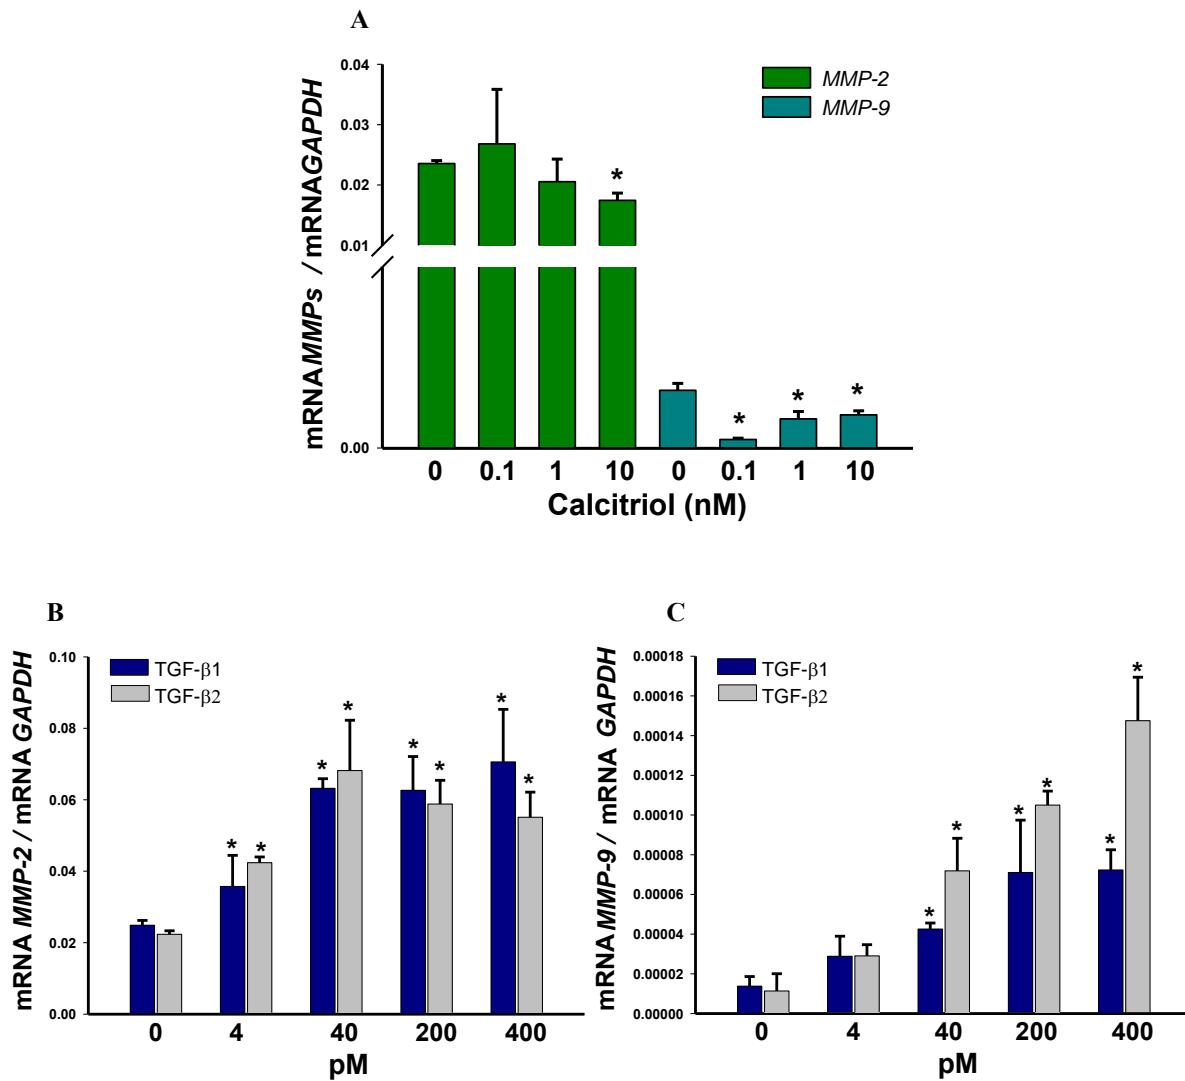 A
mRNA MMPs / mRNA GAPDH
0.04
0.03
0.02
0.01
0.00
MMP-2
MMP-9
*
* * *
0 0.1 1 10 0 0.1 1 10
Calcitriol (nM)
B
mRNA MMP-2 / mRNA GAPDH
0.10
0.08
0.06
0.04
0.02
0.00
TGF-β1
TGF-β2
* * * * * * * *
0 4 40 200 400
pM
C
mRNA MMP-9 / mRNA GAPDH
0.00018
0.00016
0.00014
0.00012
0.00010
0.00008
0.00006
0.00004
0.00002
0.00000
TGF-β1
TGF-β2
* * * * * *
0 4 40 200 400
pM